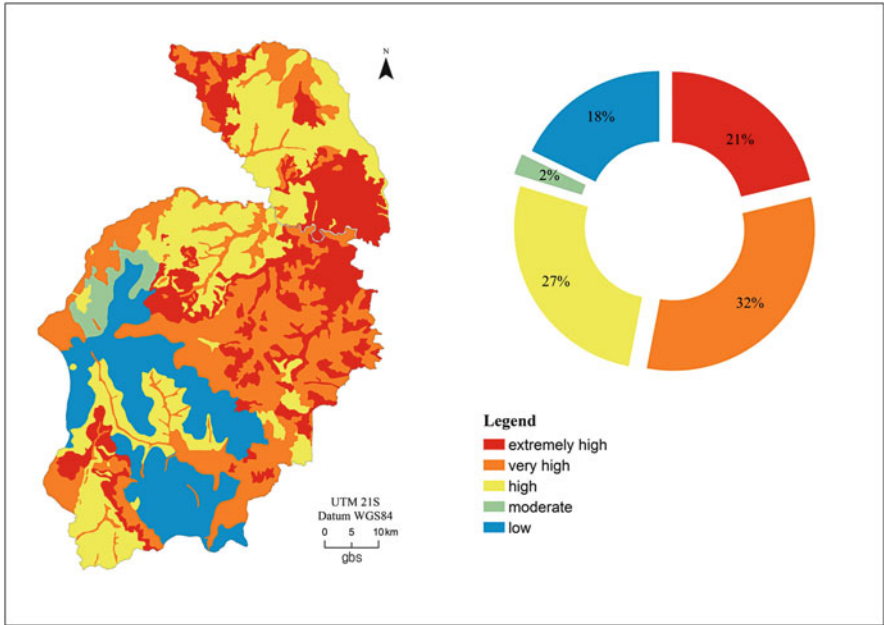 N
18%
21%
2%
27%
32%
Legend
extremely high
very high
high
moderate
low
UTM 21S
Datum WGS84
0 5 10km
gbs